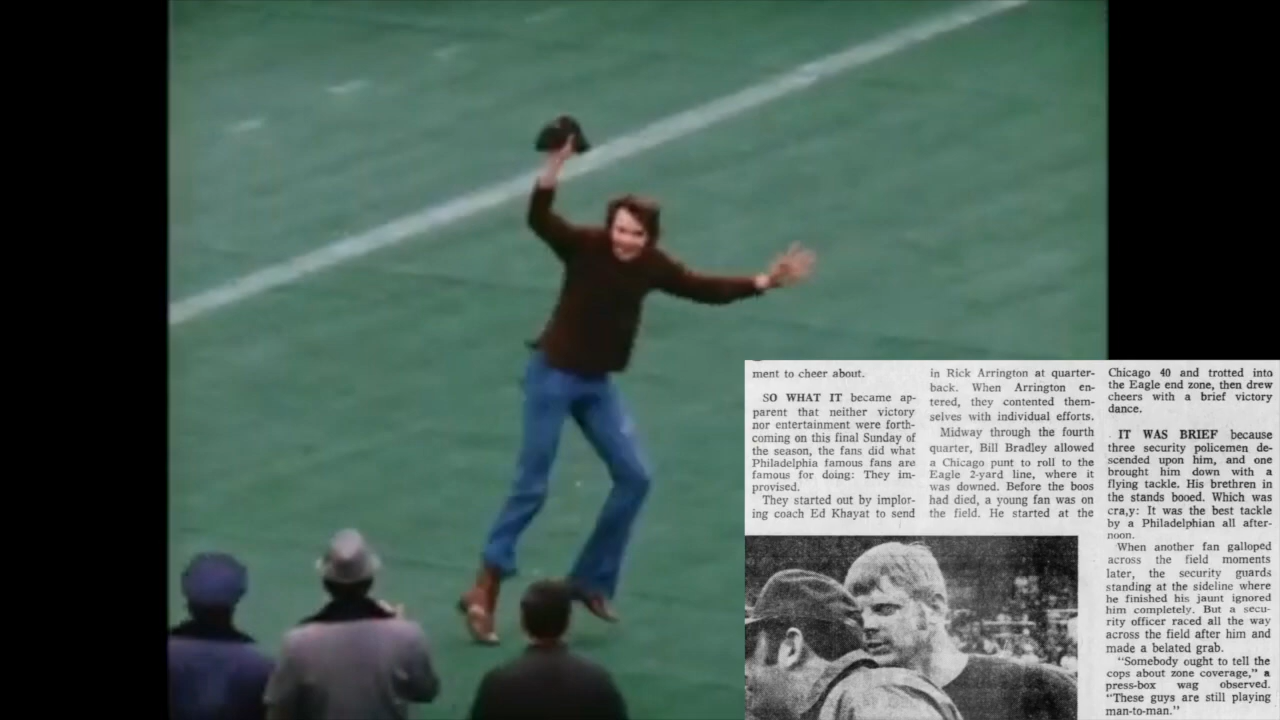 ment to cheer about.
SO WHAT IT became ap-
parent that neither victory
nor entertainment were forth-
coming on this final Sunday of
the season, the fans did what
Philadelphia famous fans are
famous for doing: They im-
provised.
They started out by implor-
ing coach Ed Khayat to send
in Rick Arrington at quarter-
back. When Arrington en-
tered, they contented them-
selves with individual efforts.
Midway through the fourth
quarter, Bill Bradley allowed
a Chicago punt to roll to the
Eagle 2-yard line, where it
was downed. Before the boos
had died, a young fan was on
the field. He started at the
Chicago 40 and trotted into
the Eagle end zone, then drew
cheers with a brief victory
dance.
IT WAS BRIEF because
three security policemen de-
scended upon him, and one
brought him down with a
flying tackle. His brethren in
the stands booed. Which was
cra,y: It was the best tackle
by a Philadelphian all after-
noon.
When another fan galloped
across the field moments
later, the security guards
standing at the sideline where
he finished his jaunt ignored
him completely. But a secu-
rity officer raced all the way
across the field after him and
made a belated grab.
"Somebody ought to tell the
cops about zone coverage," a
press-box wag observed.
"These guys are still playing
man-to-man."